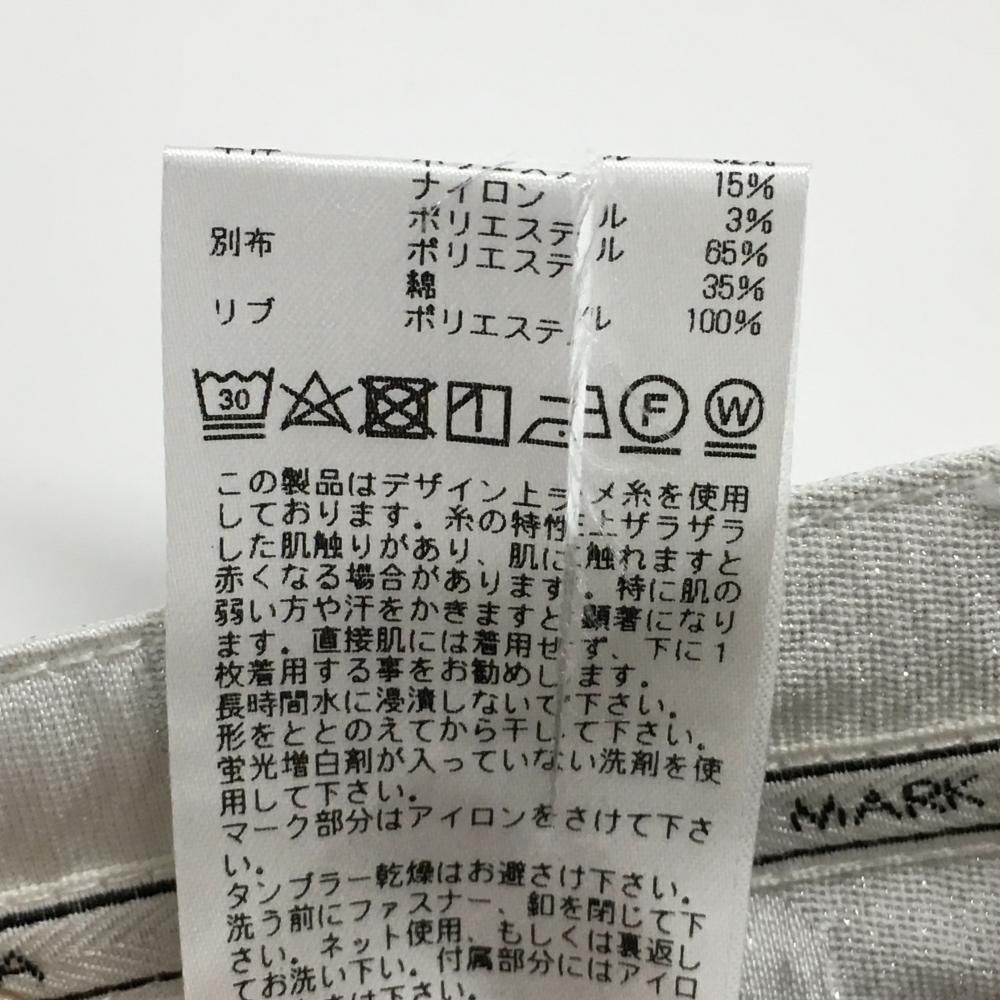 ナイロン 15%
ポリエステル 3%
別布 ポリエステル 65%
綿 35%
リブ ポリエステル 100%
30 F W
この製品はデザイン上ラメ糸を使用
しております。糸の特性上ザラザラ
した肌触りがあり、肌に触れますと
赤くなる場合があります。特に肌の
弱い方や汗をかきますと顕著になり
ます。直接肌には着用せず、下に1
枚着用する事をお勧めします。
長時間水に浸漬しないで下さい。
形をととのえてから干して下さい。
蛍光増白剤が入っていない洗剤を使
用して下さい。
マーク部分はアイロンをさけて下さ
い。
タンブラー乾燥はお避さけ下さい。
洗う前にファスナー、釦を閉じて下
さい。ネット使用、もしくは裏返し
てお洗い下い。付属部分にはアイロ
MARK
A